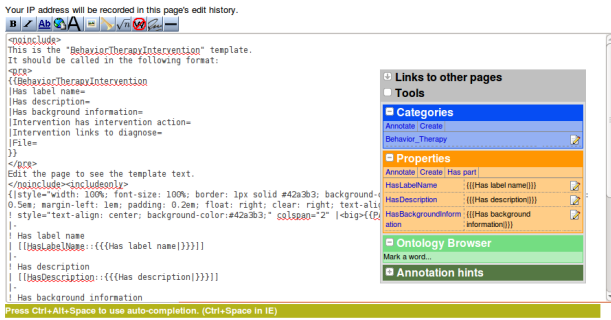 Your IP address will be recorded in this page's edit history.
B I Ab A √n W
<noinclude>
This is the "BehaviorTherapyIntervention" template.
It should be called in the following format:
<pre>
{{BehaviorTherapyIntervention
|Has label name=
|Has description=
|Has background information=
|Intervention has intervention action=
|Intervention links to diagnose=
|File=
}}
</pre>
Edit the page to see the template text.
</noinclude><includeonly>
{|style="width: 100%; font-size: 100%; border: 1px solid #42a3b3; background-c
0.5em; margin-left: 1em; padding: 0.2em; float: right; clear: right; text-ali
! style="text-align: center; background-color:#42a3b3;" colspan="2" |<big>{{P
|-
! Has label name
| [[HasLabelName::{{{Has label name|}}}]]
|-
! Has description
| [[HasDescription::{{{Has description|}}}]]
|-
! Has background information
Links to other pages
Tools
Categories
Annotate | Create
Behavior_Therapy
Properties
Annotate | Create | Has part |
HasLabelName {{{Has label name|}}}
HasDescription {{{Has description|}}}
HasBackgroundInform {{{Has background
ation information|}}}
Ontology Browser
Mark a word...
Annotation hints
Press Ctrl+Alt+Space to use auto-completion. (Ctrl+Space in IE)